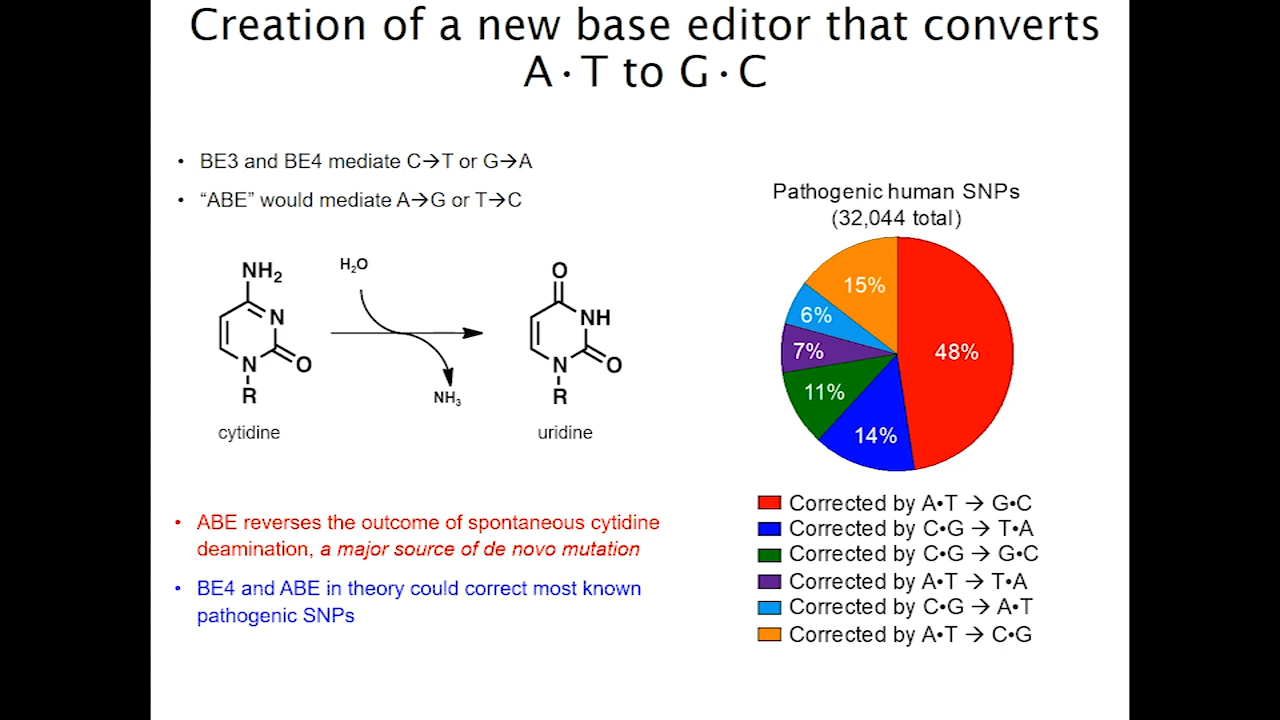 Creation of a new base editor that converts
A·T to G·C
• BE3 and BE4 mediate C→T or G→A
• “ABE” would mediate A→G or T→C
NH₂
N
N
O
R
cytidine
H₂O
NH₃
O
NH
N
O
R
uridine
• ABE reverses the outcome of spontaneous cytidine
deamination, a major source of de novo mutation
• BE4 and ABE in theory could correct most known
pathogenic SNPs
Pathogenic human SNPs
(32,044 total)
15%
6%
7%
11%
14%
48%
Corrected by A•T → G•C
Corrected by C•G → T•A
Corrected by C•G → G•C
Corrected by A•T → T•A
Corrected by C•G → A•T
Corrected by A•T → C•G